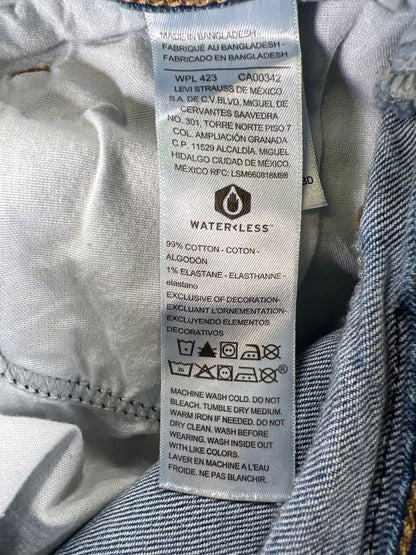 MADE IN BANGLADESH -
FABRIQUÉ AU BANGLADESH -
FABRICADO EN BANGLADESH
WPL 423 CA00342
LEVI STRAUSS DE MÉXICO
S.A. DE C.V.BLVD. MIGUEL DE
CERVANTES SAAVEDRA
NO. 301, TORRE NORTE PISO 7
COL. AMPLIACIÓN GRANADA
C.P. 11529 ALCALDÍA. MIGUEL
HIDALGO CIUDAD DE MÉXICO,
MÉXICO RFC: LSM660818M98
WATER<LESS™
99% COTTON - COTON -
ALGODÓN
1% ELASTANE - ELASTHANNE -
elastano
EXCLUSIVE OF DECORATION-
EXCLUANT L'ORNEMENTATION-
EXCLUYENDO ELEMENTOS
DECORATIVOS
30 ®
MACHINE WASH COLD. DO NOT
BLEACH. TUMBLE DRY MEDIUM.
WARM IRON IF NEEDED. DO NOT
DRY CLEAN. WASH BEFORE
WEARING. WASH INSIDE OUT
WITH LIKE COLORS.
LAVER EN MACHINE A L'EAU
FROIDE. NE PAS BLANCHIR.